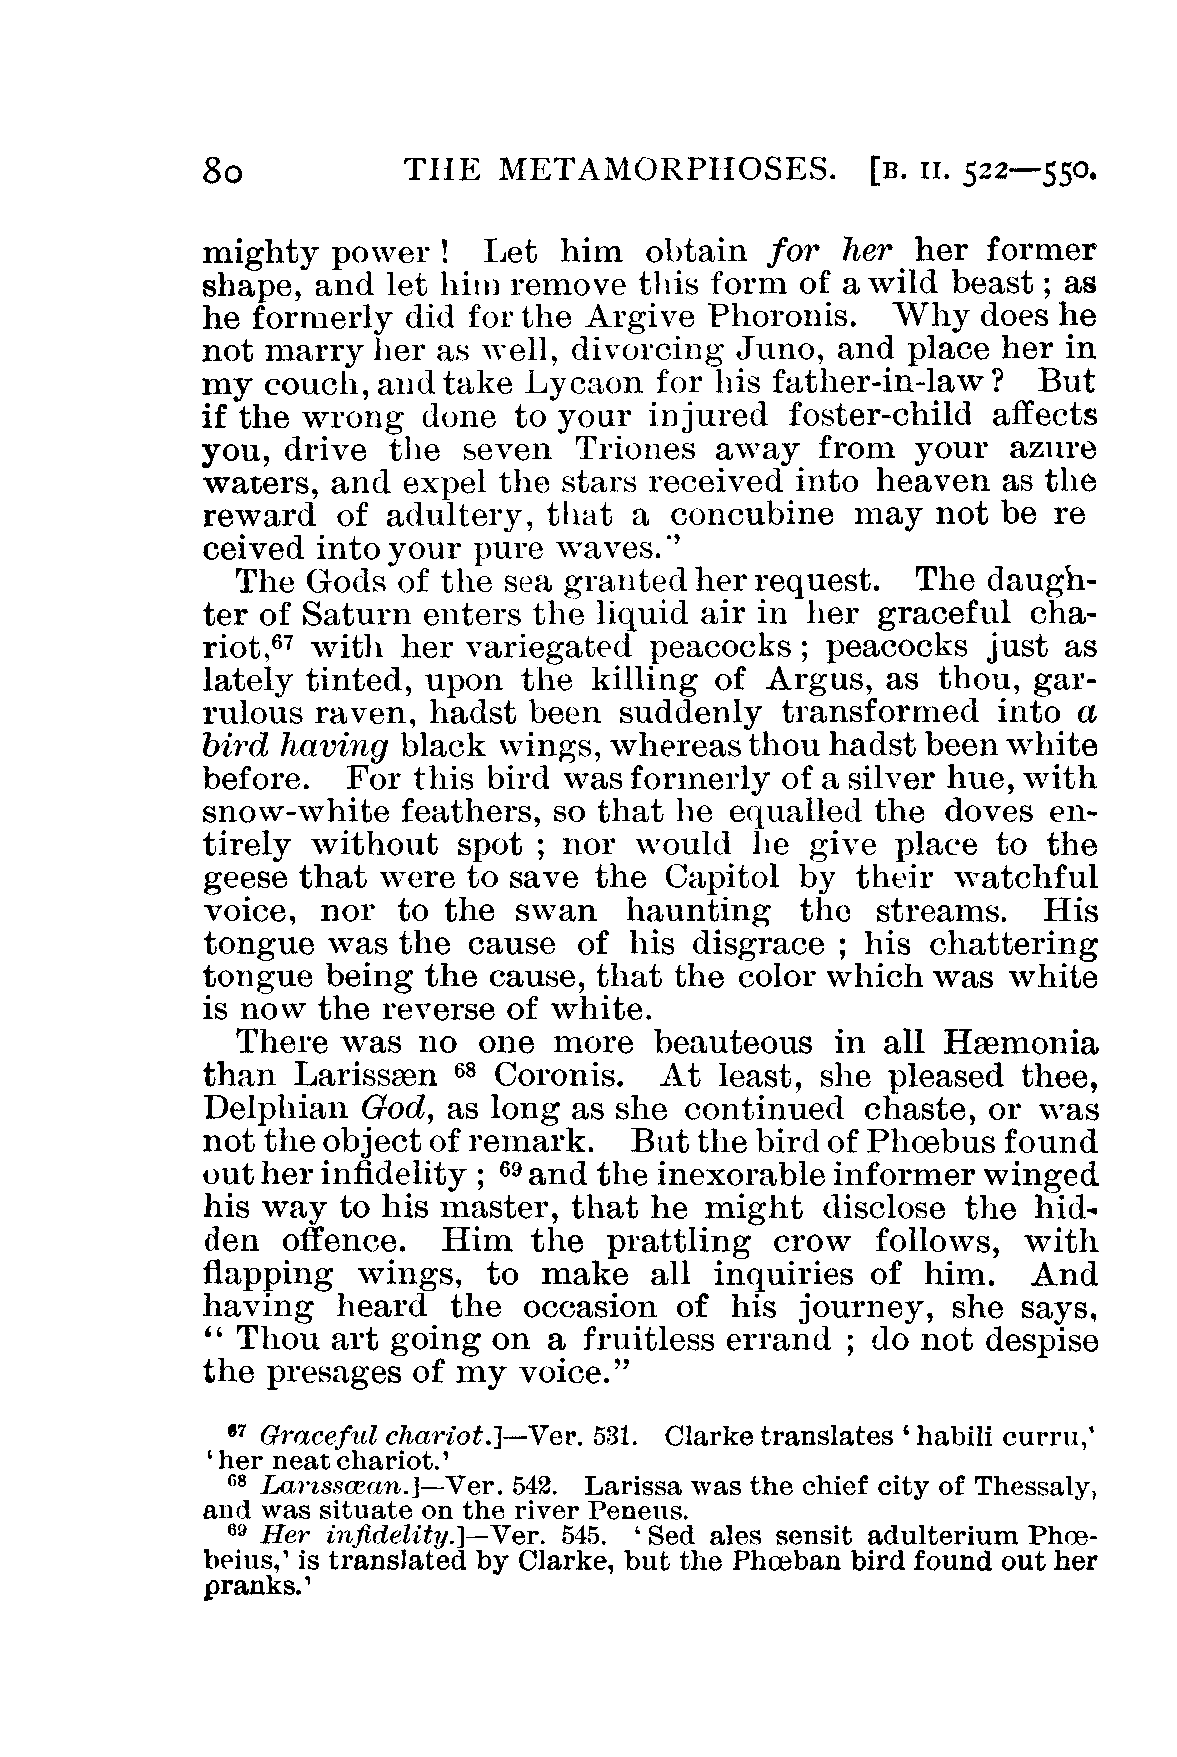 80 THE METAMORPHOSES. [B. II. 522—550.
mighty power ! Let him obtain for her her former
shape, and let him remove this form of a wild beast ; as
he formerly did for the Argive Phoronis. Why does he
not marry her as well, divorcing Juno, and place her in
my couch, and take Lycaon for his father-in-law ? But
if the wrong done to your injured foster-child affects
you, drive the seven Triones away from your azure
waters, and expel the stars received into heaven as the
reward of adultery, that a concubine may not be re
ceived into your pure waves."
The Gods of the sea granted her request. The daugh-
ter of Saturn enters the liquid air in her graceful cha-
riot,⁶⁷ with her variegated peacocks ; peacocks just as
lately tinted, upon the killing of Argus, as thou, gar-
rulous raven, hadst been suddenly transformed into a
bird having black wings, whereas thou hadst been white
before. For this bird was formerly of a silver hue, with
snow-white feathers, so that he equalled the doves en-
tirely without spot ; nor would he give place to the
geese that were to save the Capitol by their watchful
voice, nor to the swan haunting the streams. His
tongue was the cause of his disgrace ; his chattering
tongue being the cause, that the color which was white
is now the reverse of white.
There was no one more beauteous in all Hæmonia
than Larissæn ⁶⁸ Coronis. At least, she pleased thee,
Delphian God, as long as she continued chaste, or was
not the object of remark. But the bird of Phœbus found
out her infidelity ; ⁶⁹ and the inexorable informer winged
his way to his master, that he might disclose the hid-
den offence. Him the prattling crow follows, with
flapping wings, to make all inquiries of him. And
having heard the occasion of his journey, she says,
“ Thou art going on a fruitless errand ; do not despise
the presages of my voice.”
⁶⁷ Graceful chariot.]—Ver. 531. Clarke translates ‘ habili curru,’
‘ her neat chariot.’
⁶⁸ Larissœan.]—Ver. 542. Larissa was the chief city of Thessaly,
and was situate on the river Peneus.
⁶⁹ Her infidelity.]—Ver. 545. ‘ Sed ales sensit adulterium Phœ-
beius,’ is translated by Clarke, but the Phœban bird found out her
pranks.’